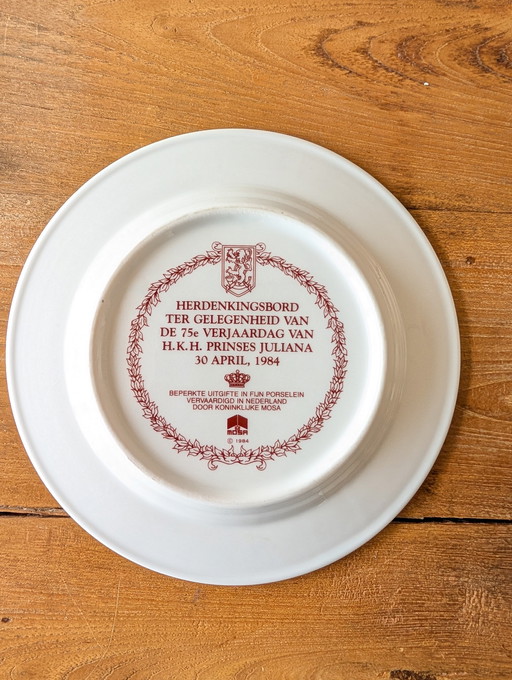 HERDENKINGSBORD
TER GELEGENHEID VAN
DE 75e VERJAARDAG VAN
H.K.H. PRINSES JULIANA
30 APRIL, 1984
BEPERKTE UITGIFTE IN FIJN PORSELEIN
VERVAARDIGD IN NEDERLAND
DOOR KONINKLIJKE MOSA
MOSA
© 1984